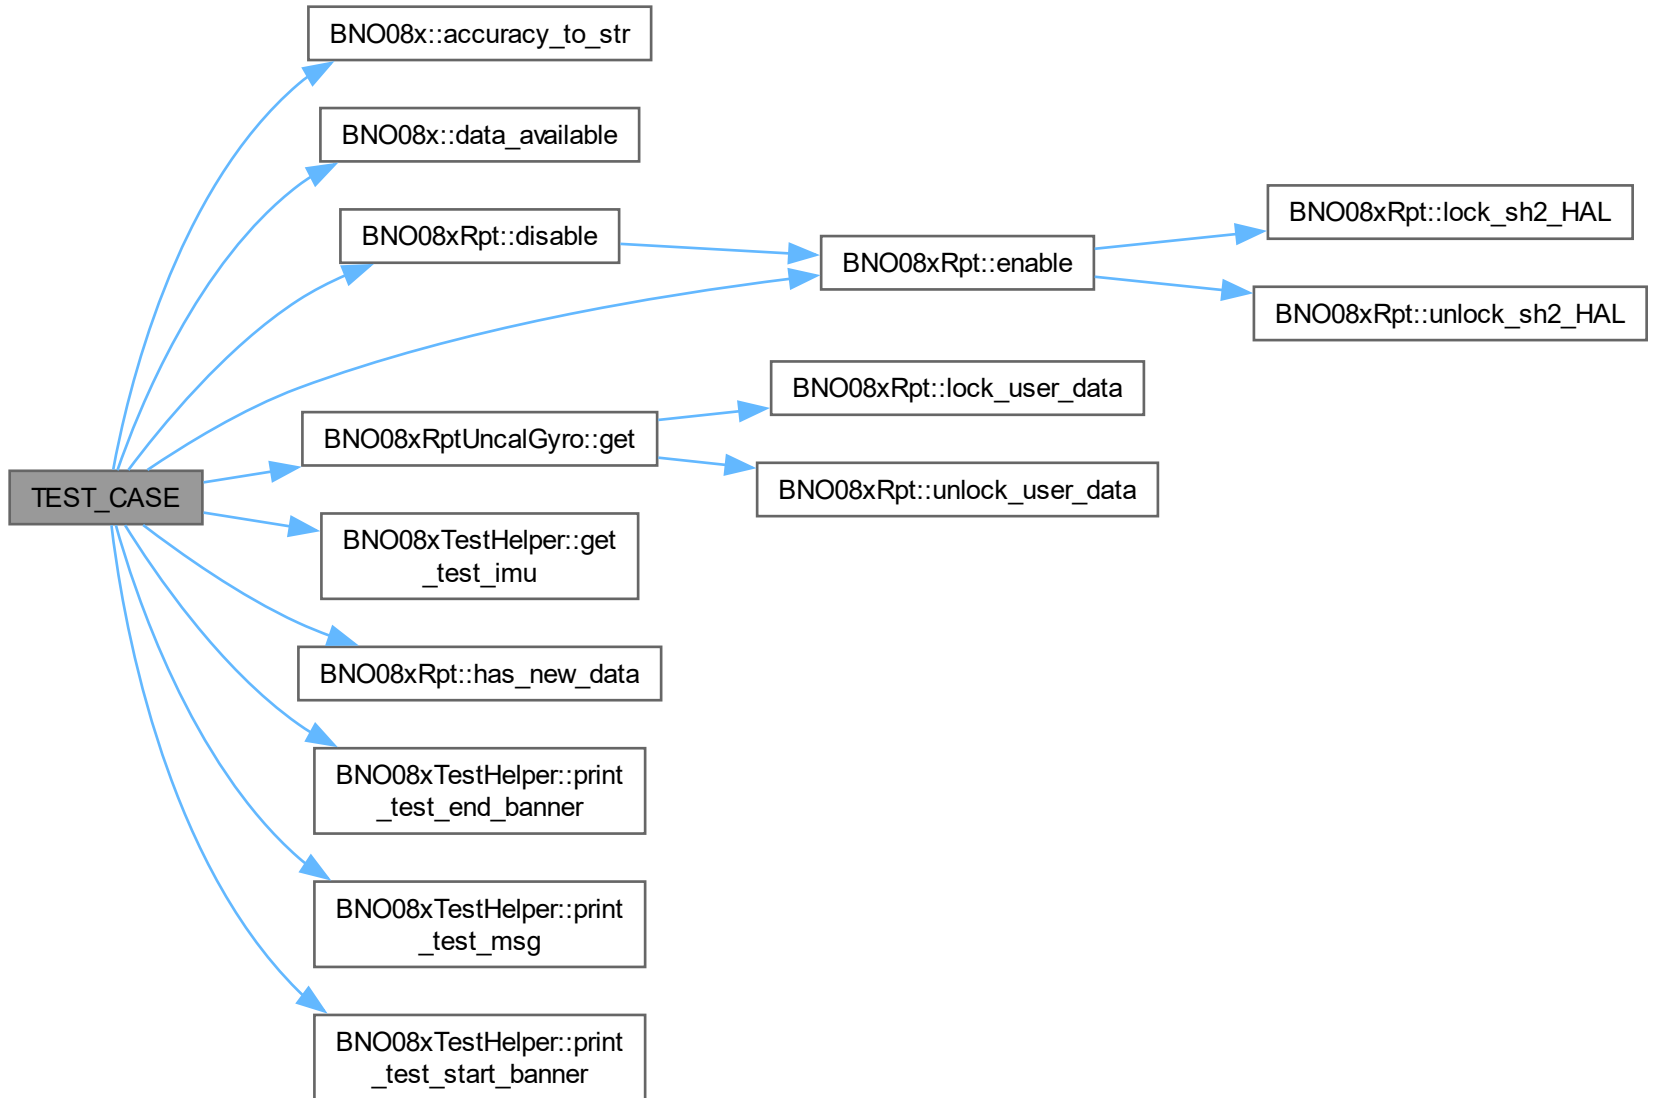 BNO08x::accuracy_to_str
BNO08x::data_available
BNO08xRpt::disable
BNO08xRpt::enable
BNO08xRpt::lock_sh2_HAL
BNO08xRpt::unlock_sh2_HAL
BNO08xRpt::lock_user_data
BNO08xRptUncalGyro::get
BNO08xRpt::unlock_user_data
TEST_CASE
BNO08xTestHelper::get
_test_imu
BNO08xRpt::has_new_data
BNO08xTestHelper::print
_test_end_banner
BNO08xTestHelper::print
_test_msg
BNO08xTestHelper::print
_test_start_banner